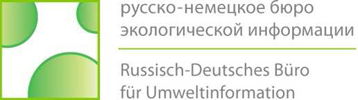 русско-немецкое бюро
экологической информации
Russisch-Deutsches Büro
für Umweltinformation